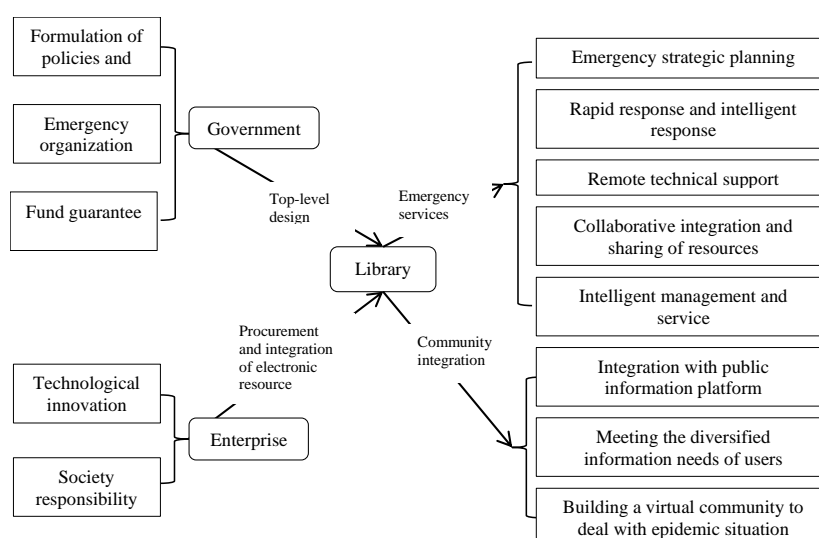 Formulation of
policies and
Emergency
organization
Fund guarantee
Government
Top-level
design
Emergency
services
Library
Procurement
and integration
of electronic
resource
Community
integration
Technological
innovation
Society
responsibility
Enterprise
Emergency strategic planning
Rapid response and intelligent
response
Remote technical support
Collaborative integration and
sharing of resources
Intelligent management and
service
Integration with public
information platform
Meeting the diversified
information needs of users
Building a virtual community to
deal with epidemic situation